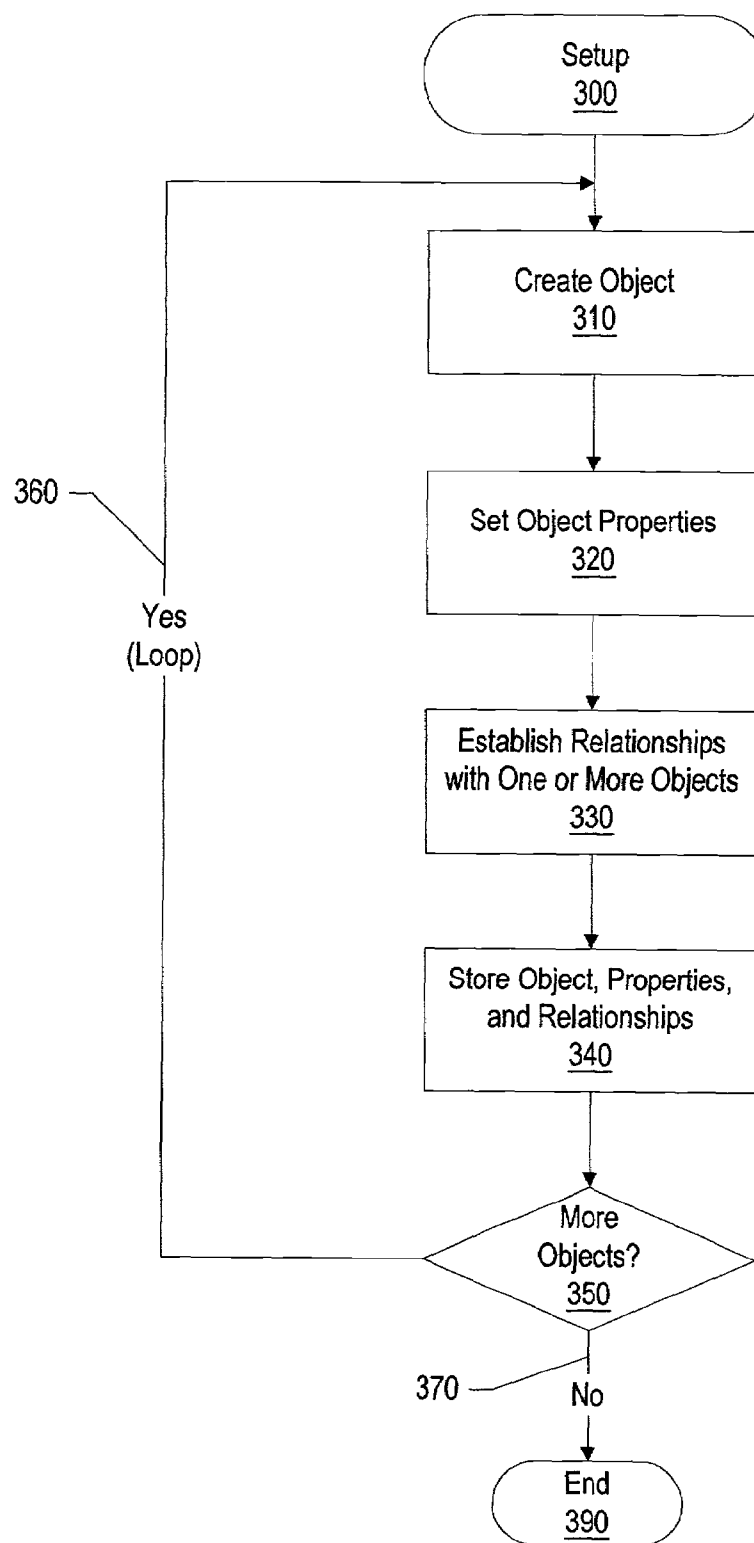 Setup
300
Create Object
310
Set Object Properties
320
360
Yes
(Loop)
Establish Relationships
with One or More Objects
330
Store Object, Properties,
and Relationships
340
More
Objects?
350
370
No
End
390